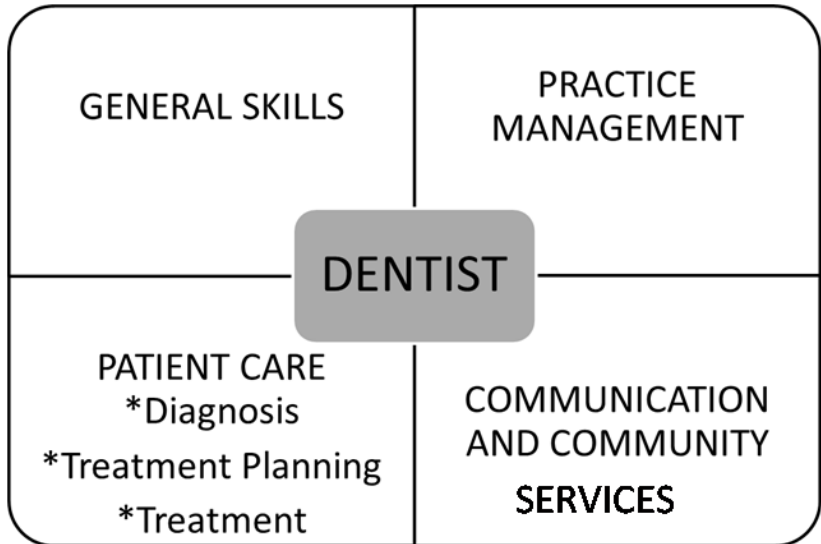 GENERAL SKILLS
PRACTICE
MANAGEMENT
DENTIST
PATIENT CARE
*Diagnosis
*Treatment Planning
*Treatment
COMMUNICATION
AND COMMUNITY
SERVICES